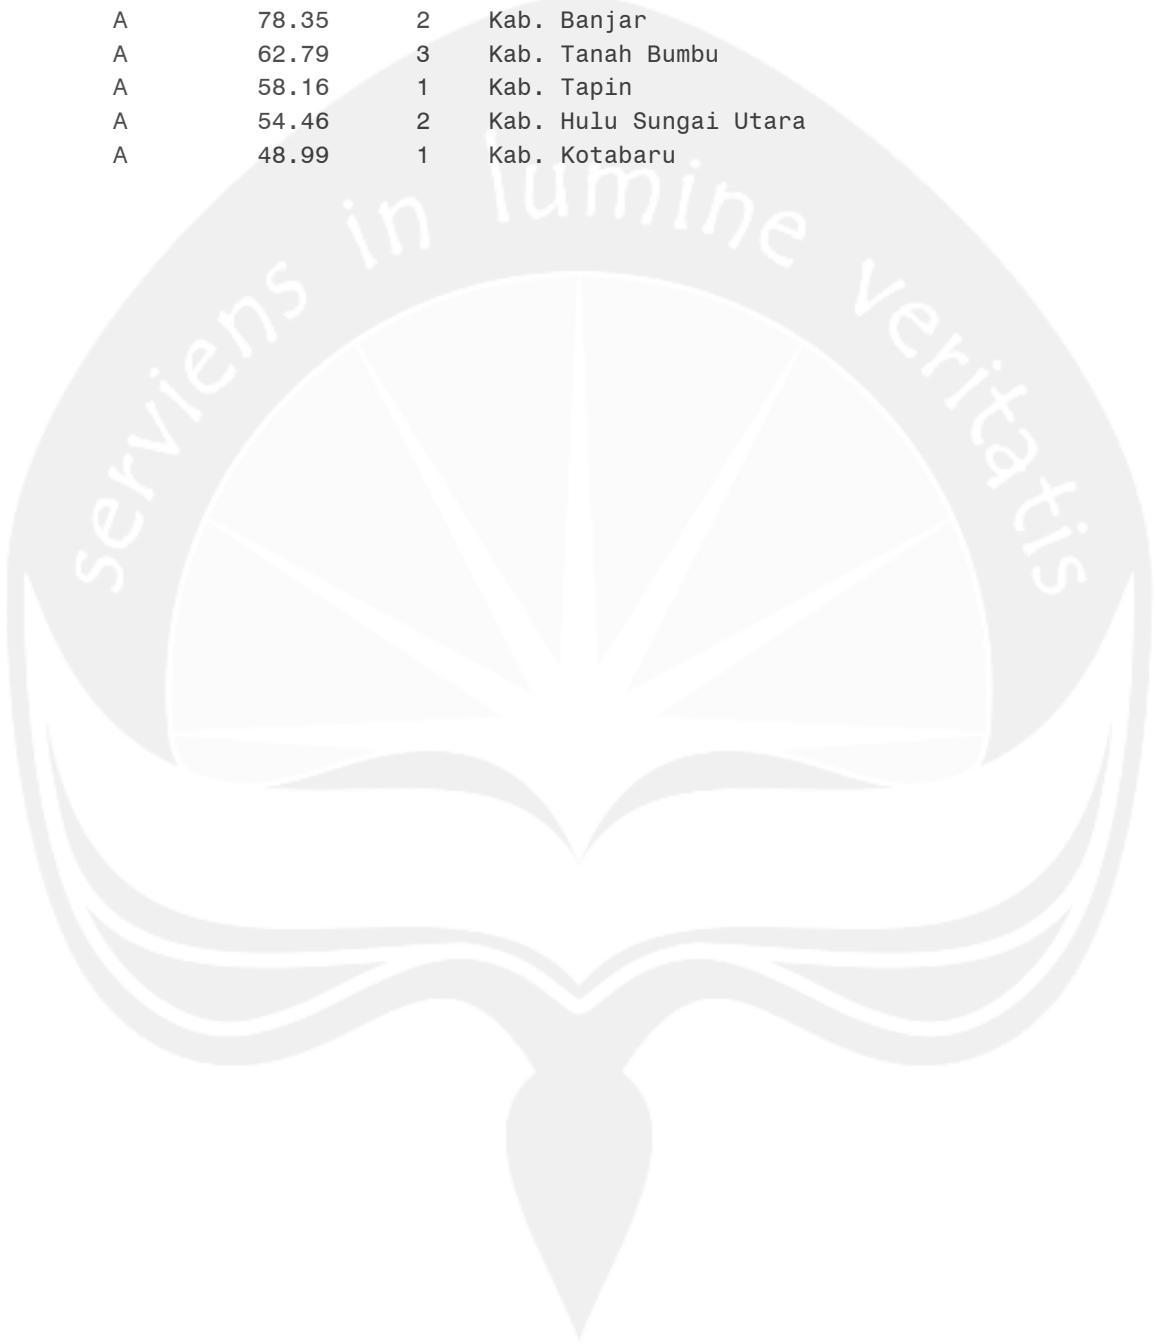 A 78.35 2 Kab. Banjar
A 62.79 3 Kab. Tanah Bumbu
A 58.16 1 Kab. Tapin
A 54.46 2 Kab. Hulu Sungai Utara
A 48.99 1 Kab. Kotabaru
serviens in lumine veritatis